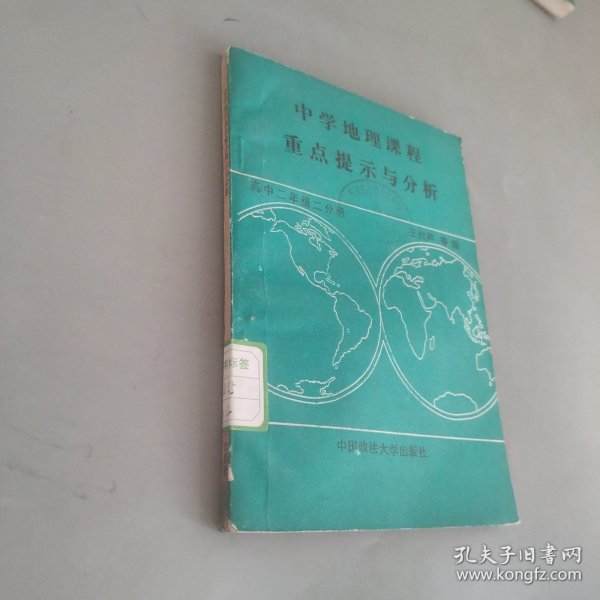 中学地理课程
重点提示与分析
高中二年级二分册
中国政法大学出版社
标签
孔夫子旧书网
www.kongfz.com